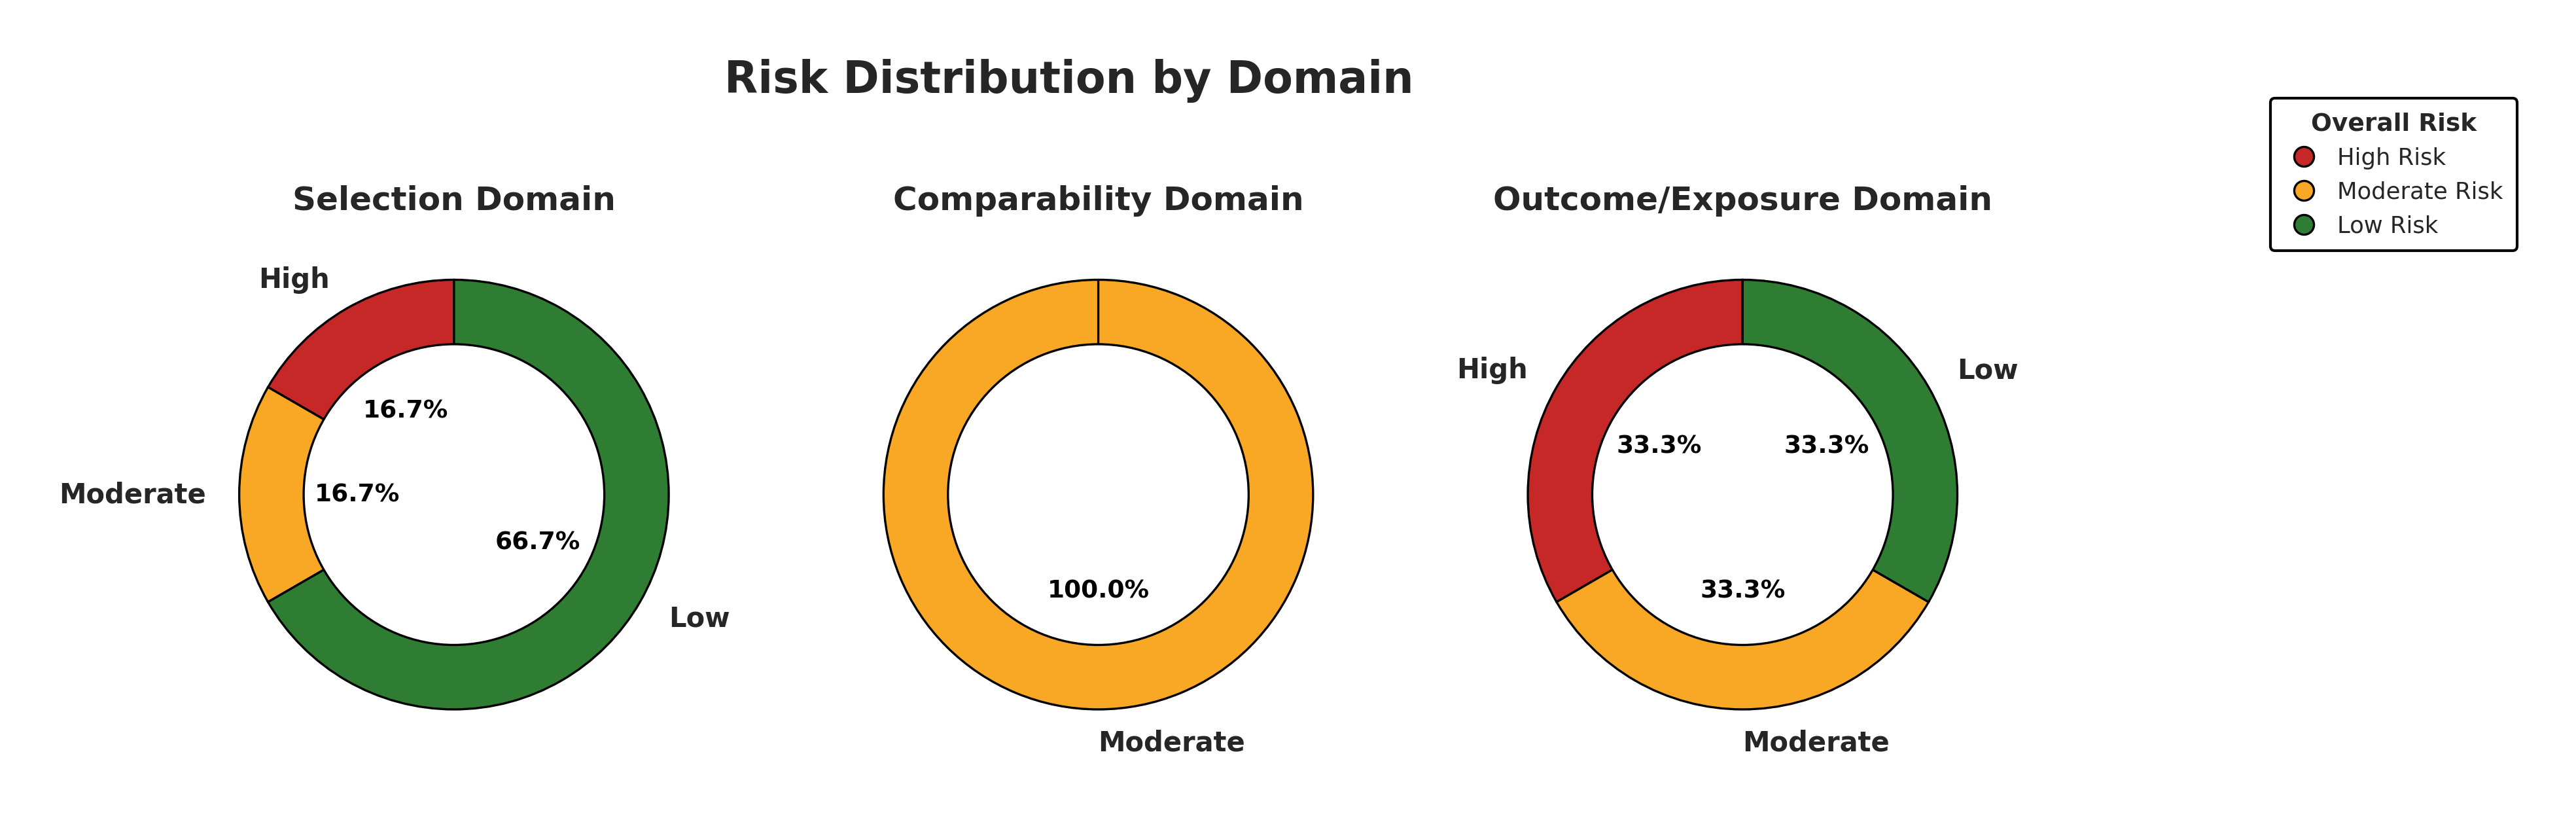 Risk Distribution by Domain
Overall Risk
High Risk
Moderate Risk
Low Risk
Selection Domain
High
16.7%
Moderate
16.7%
66.7%
Low
Comparability Domain
100.0%
Moderate
Outcome/Exposure Domain
High
Low
33.3%
33.3%
33.3%
Moderate